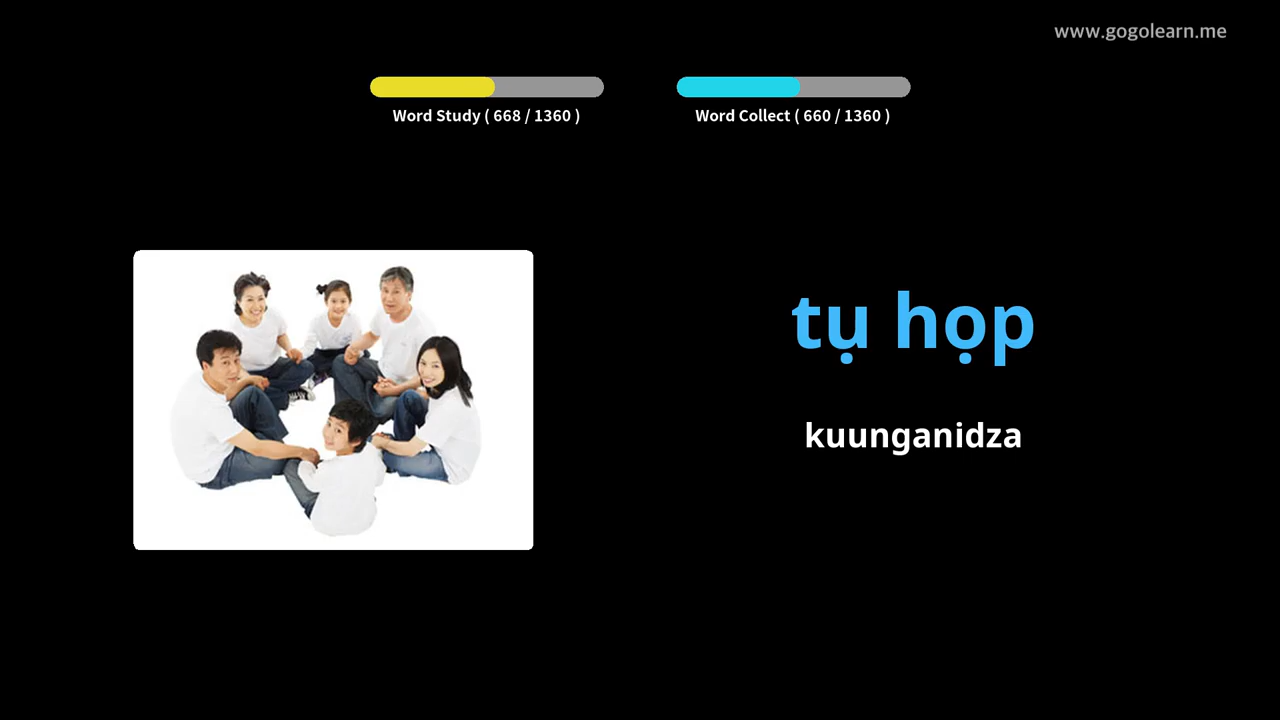 www.gogolearn.me
Word Study ( 668 / 1360 )
Word Collect ( 660 / 1360 )
tụ họp
kuunganidza